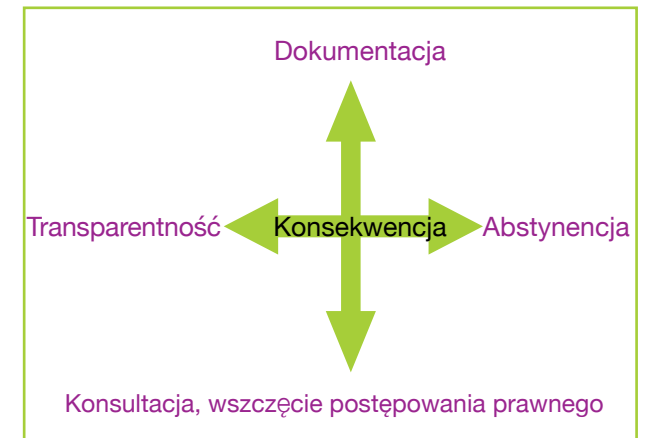 Dokumentacja
Transparentność Konsekwencja Abstynencja
Konsultacja, wszczęcie postępowania prawnego